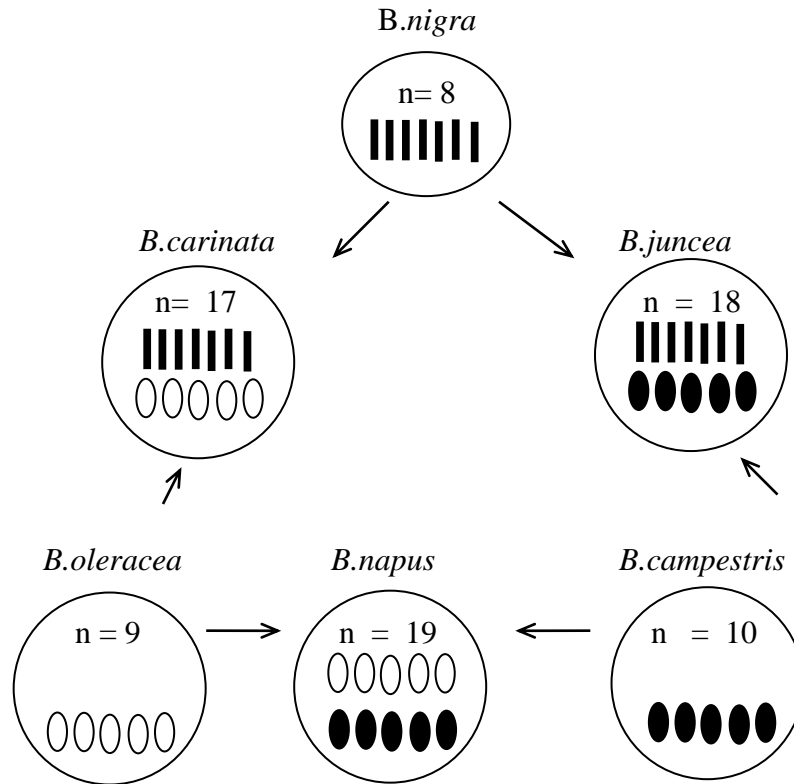 B.nigra
n= 8
B.carinata
B.juncea
n= 17
n = 18
B.oleracea
B.napus
B.campestris
n = 9
n = 19
n = 10